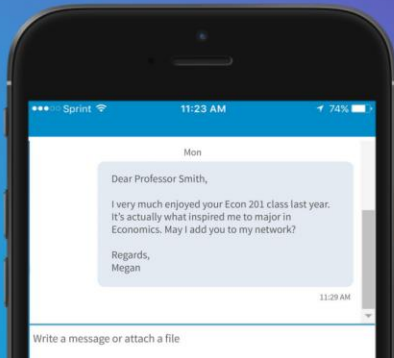 Sprint 11:23 AM 74%
Mon
Dear Professor Smith,
I very much enjoyed your Econ 201 class last year.
It's actually what inspired me to major in
Economics. May I add you to my network?
Regards,
Megan
11:29 AM
Write a message or attach a file